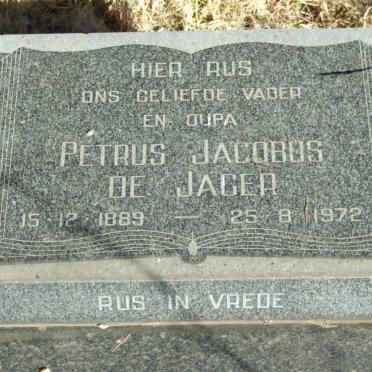 HIER RUS
ONS GELIEFDE VADER
EN OUPA
PETRUS JACOBUS
DE JAGER
15.12.1889 — 25.8.1972
RUS IN VREDE